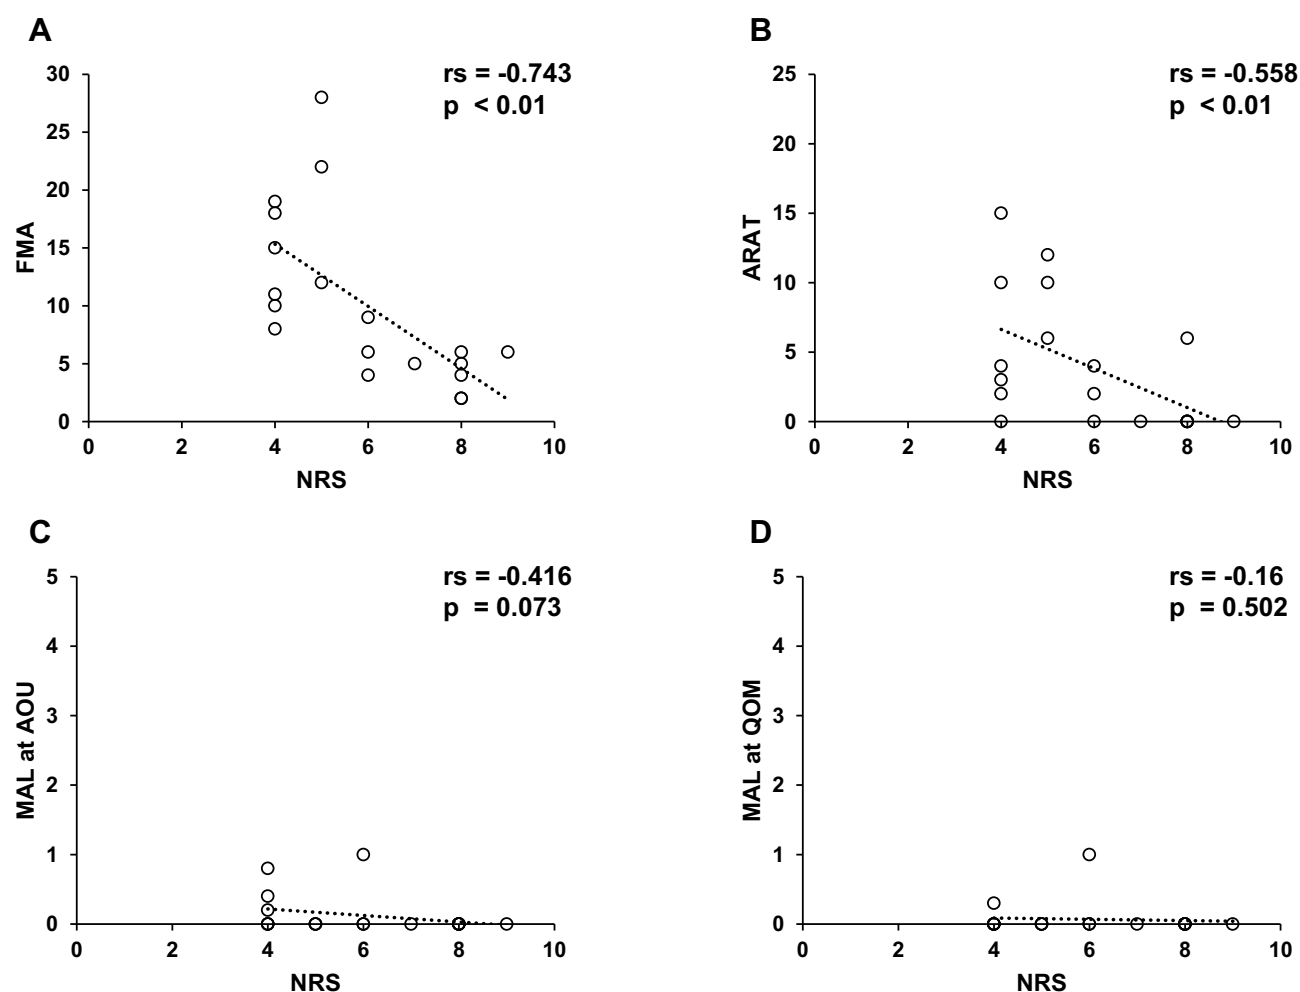 A
rs = -0.743
p < 0.01
30
25
20
15
10
5
0
FMA
0 2 4 6 8 10
NRS
B
rs = -0.558
p < 0.01
25
20
15
10
5
0
ARAT
0 2 4 6 8 10
NRS
C
rs = -0.416
p = 0.073
5
4
3
2
1
0
MAL at AOU
0 2 4 6 8 10
NRS
D
rs = -0.16
p = 0.502
5
4
3
2
1
0
MAL at QOM
0 2 4 6 8 10
NRS